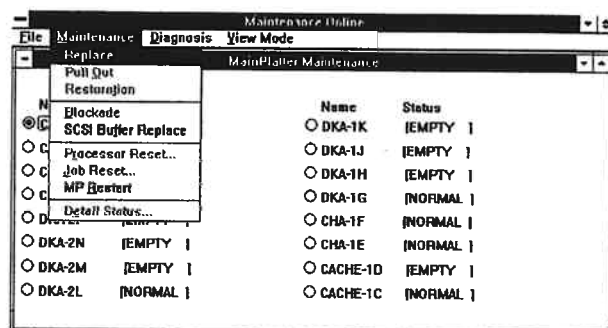 Maintenance Online
File Maintenance Diagnosis View Mode
Replace
Pull Out
Restoration
Blockade
SCSI Buffer Replace
Processor Reset...
Job Reset...
MP Restart
Detail Status...
MainPlatter Maintenance
N
C
C
C
C
Name Status
DKA-1K [EMPTY ]
DKA-1J [EMPTY ]
DKA-1H [EMPTY ]
DKA-1G [NORMAL ]
CHA-1F [NORMAL ]
DKA-2N [EMPTY ] CHA-1E [NORMAL ]
DKA-2M [EMPTY ] CACHE-1D [EMPTY ]
DKA-2L [NORMAL ] CACHE-1C [NORMAL ]